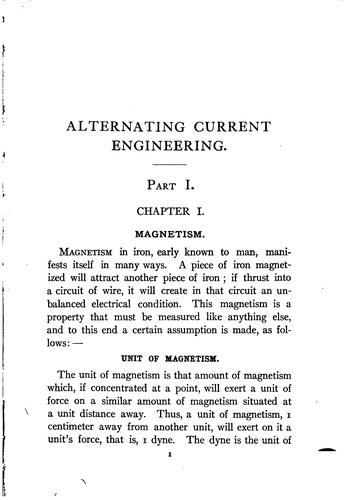 ALTERNATING CURRENT
ENGINEERING.
PART I.
CHAPTER I.
MAGNETISM.
MAGNETISM in iron, early known to man, mani-
fests itself in many ways. A piece of iron magnet-
ized will attract another piece of iron ; if thrust into
a circuit of wire, it will create in that circuit an un-
balanced electrical condition. This magnetism is a
property that must be measured like anything else,
and to this end a certain assumption is made, as fol-
lows: —
UNIT OF MAGNETISM.
The unit of magnetism is that amount of magnetism
which, if concentrated at a point, will exert a unit of
force on a similar amount of magnetism situated at
a unit distance away. Thus, a unit of magnetism, 1
centimeter away from another unit, will exert on it a
unit's force, that is, 1 dyne. The dyne is the unit of
1